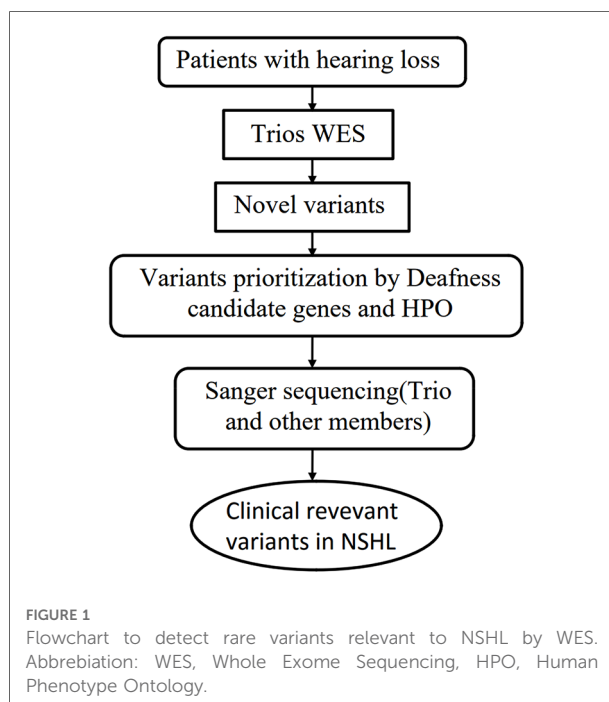 Patients with hearing loss
Trios WES
Novel variants
Variants prioritization by Deafness
candidate genes and HPO
Sanger sequencing(Trio
and other members)
Clinical revevant
variants in NSHL
FIGURE 1
Flowchart to detect rare variants relevant to NSHL by WES.
Abbrebiation: WES, Whole Exome Sequencing, HPO, Human
Phenotype Ontology.